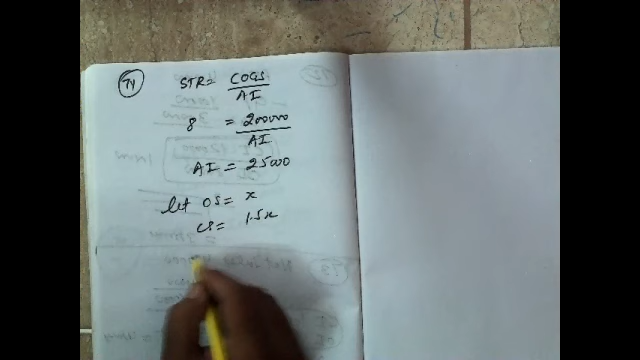 74 STR= COGS
AI
8 = 200000
AI
AI = 25000
let OS= x
CS= 1.5x